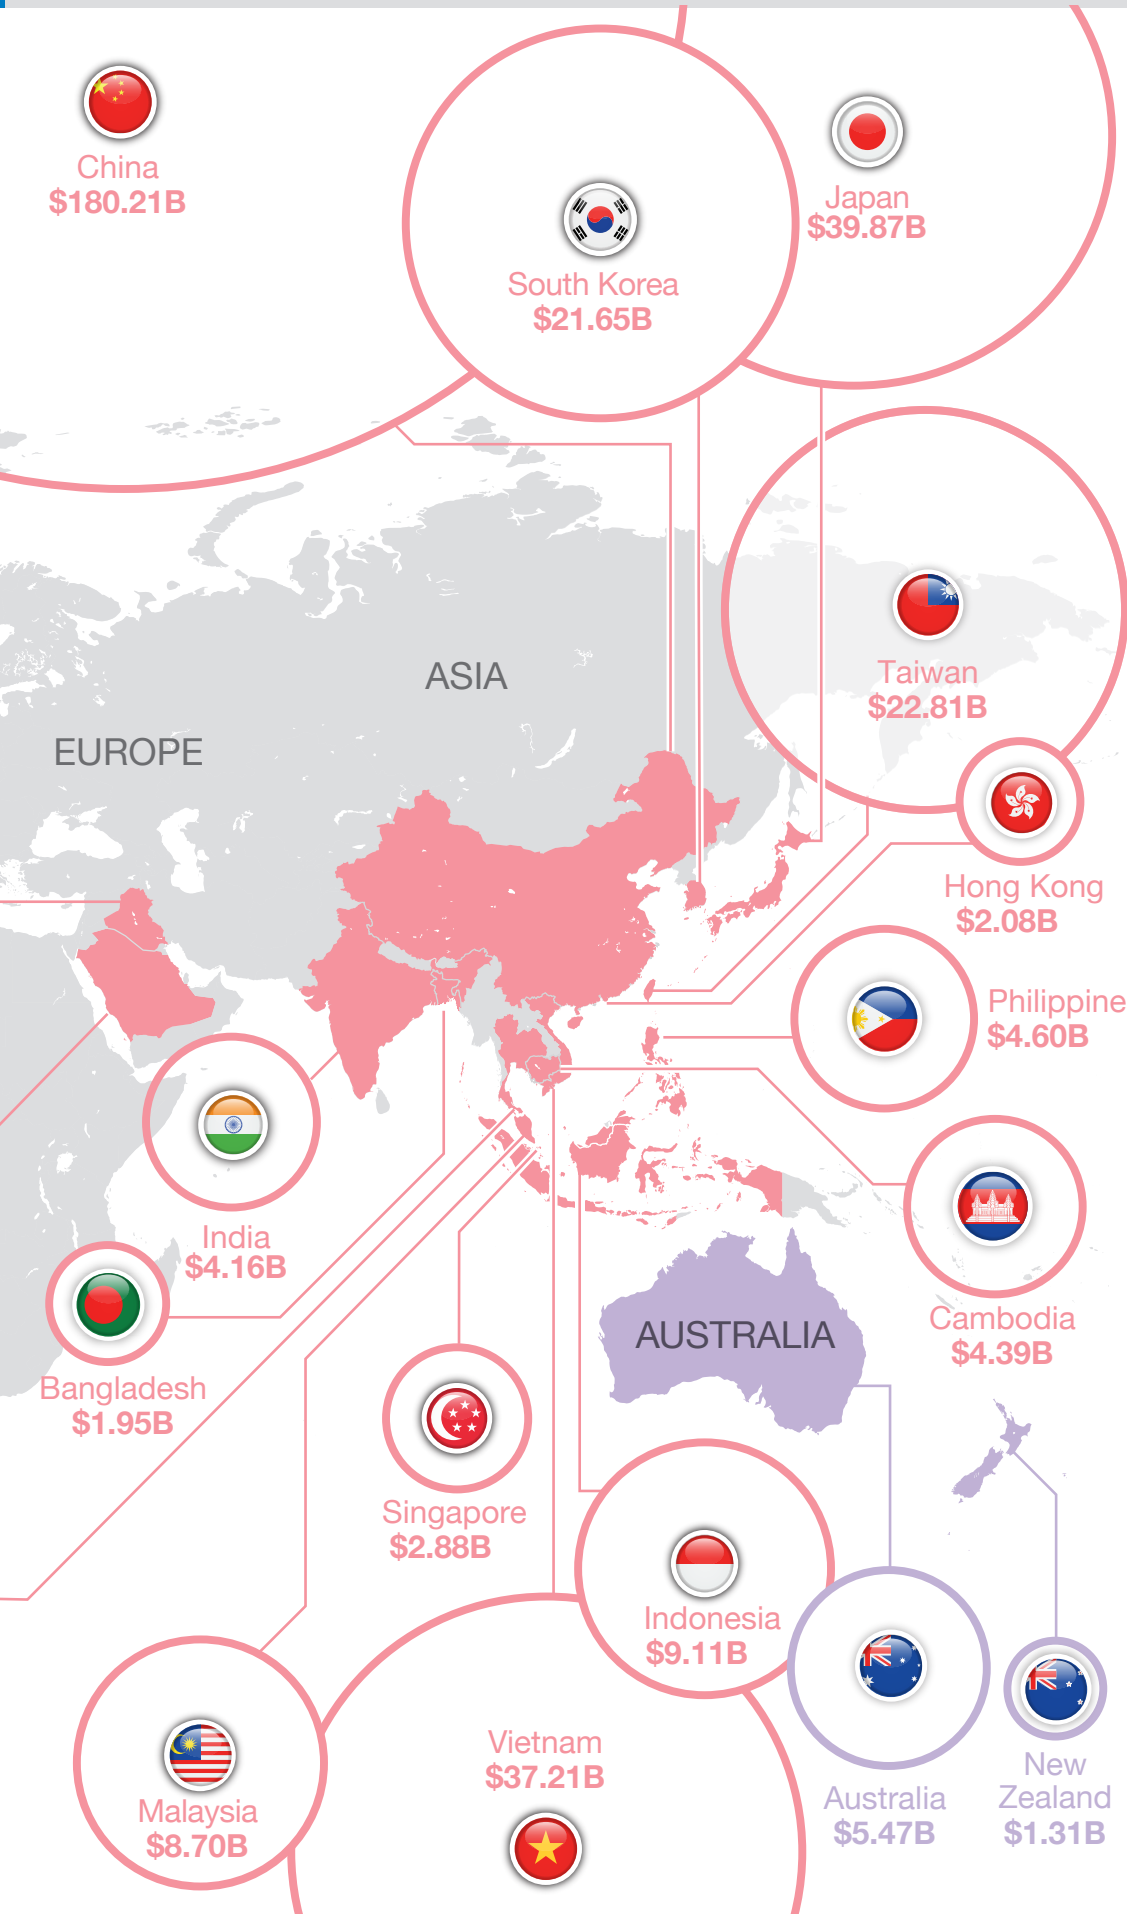 China
$180.21B
South Korea
$21.65B
Japan
$39.87B
ASIA
EUROPE
Taiwan
$22.81B
Hong Kong
$2.08B
Philippine
$4.60B
India
$4.16B
Bangladesh
$1.95B
AUSTRALIA
Cambodia
$4.39B
Singapore
$2.88B
Indonesia
$9.11B
Vietnam
$37.21B
Malaysia
$8.70B
Australia
$5.47B
New
Zealand
$1.31B